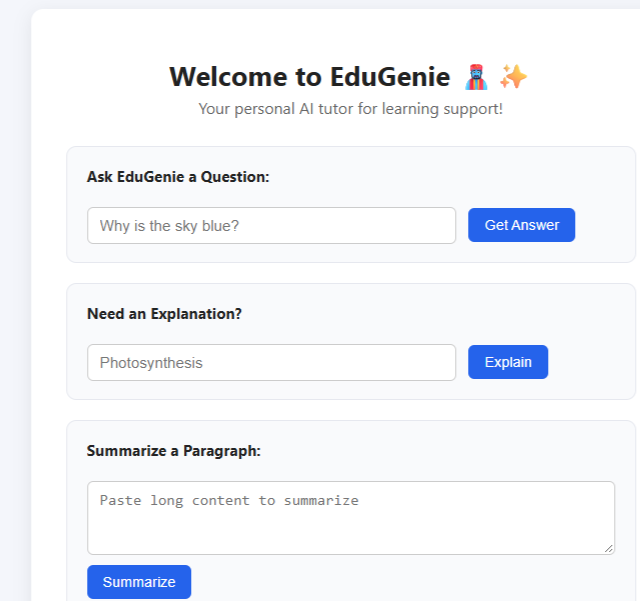 Welcome to EduGenie 🧞‍♂️ ✨
Your personal AI tutor for learning support!
Ask EduGenie a Question:
Why is the sky blue?
Get Answer
Need an Explanation?
Photosynthesis
Explain
Summarize a Paragraph:
Paste long content to summarize
Summarize